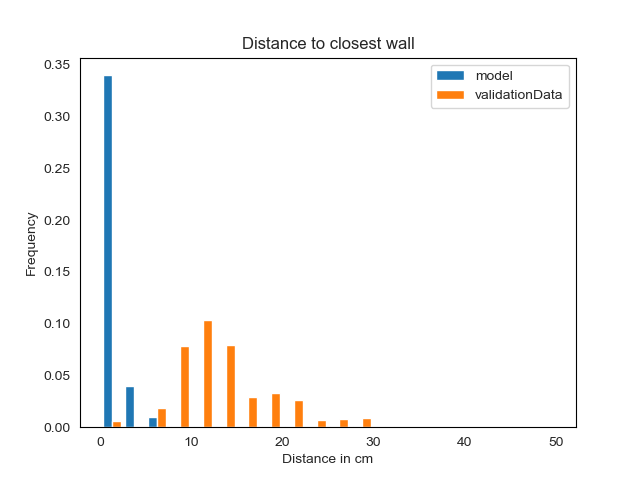 Distance to closest wall
model
validationData
0.35
0.30
0.25
0.20
0.15
0.10
0.05
0.00
Frequency
0 10 20 30 40 50
Distance in cm